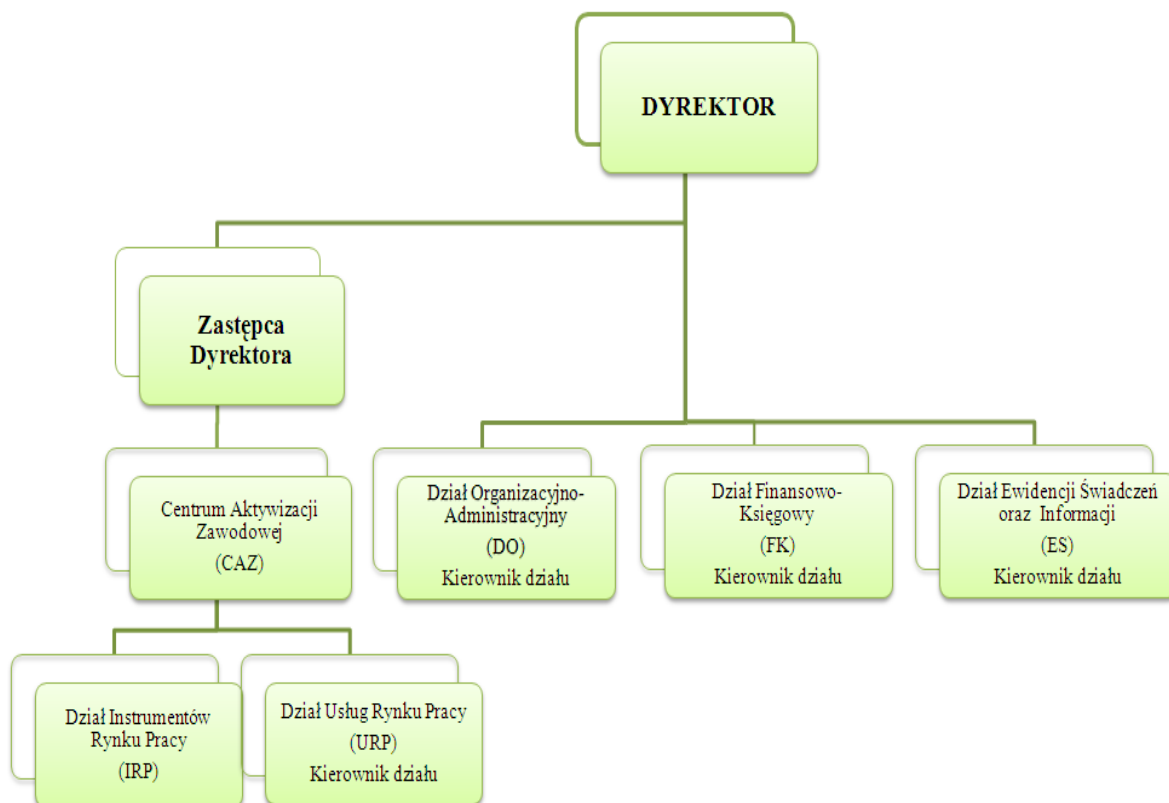 DYREKTOR
Zastępca
Dyrektora
Centrum Aktywizacji
Zawodowej
(CAZ)
Dział Organizacyjno-
Administracyjny
(DO)
Kierownik działu
Dział Finansowo-
Księgowy
(FK)
Kierownik działu
Dział Ewidencji Świadczeń
oraz Informacji
(ES)
Kierownik działu
Dział Instrumentów
Rynku Pracy
(IRP)
Dział Usług Rynku Pracy
(URP)
Kierownik działu